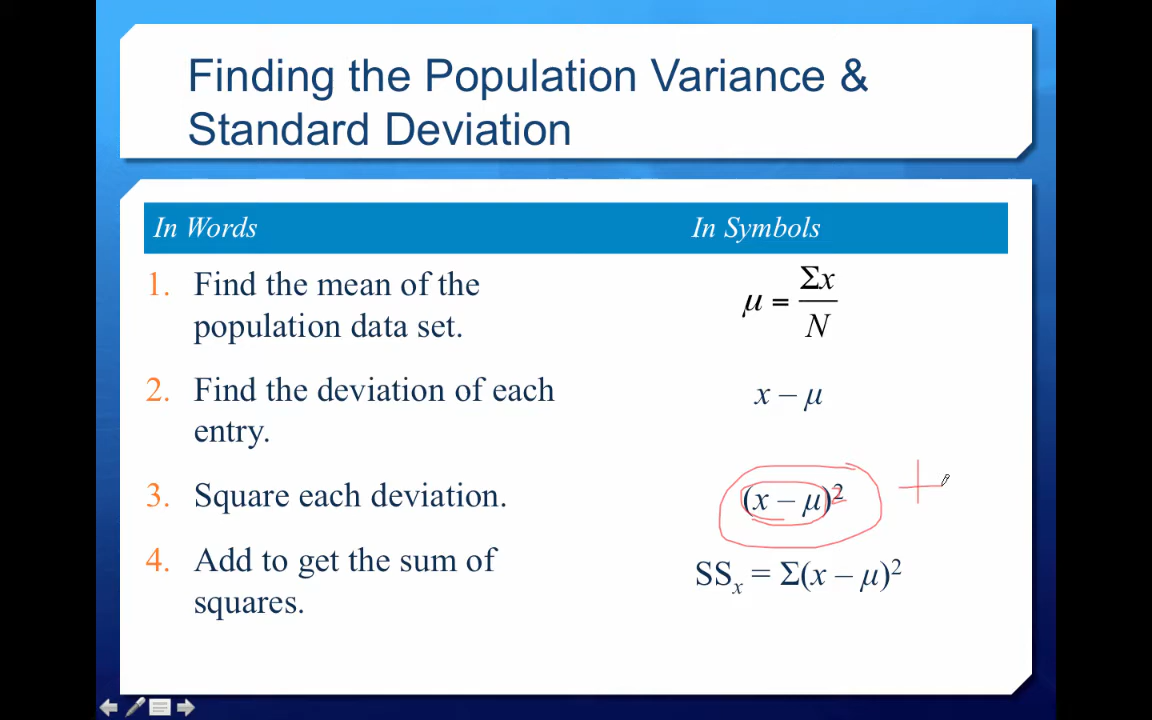 Finding the Population Variance &
Standard Deviation
In Words In Symbols
1. Find the mean of the
population data set.
μ = Σx / N
2. Find the deviation of each
entry.
x – μ
3. Square each deviation.
(x – μ)²
+
4. Add to get the sum of
squares.
SSₓ = Σ(x – μ)²